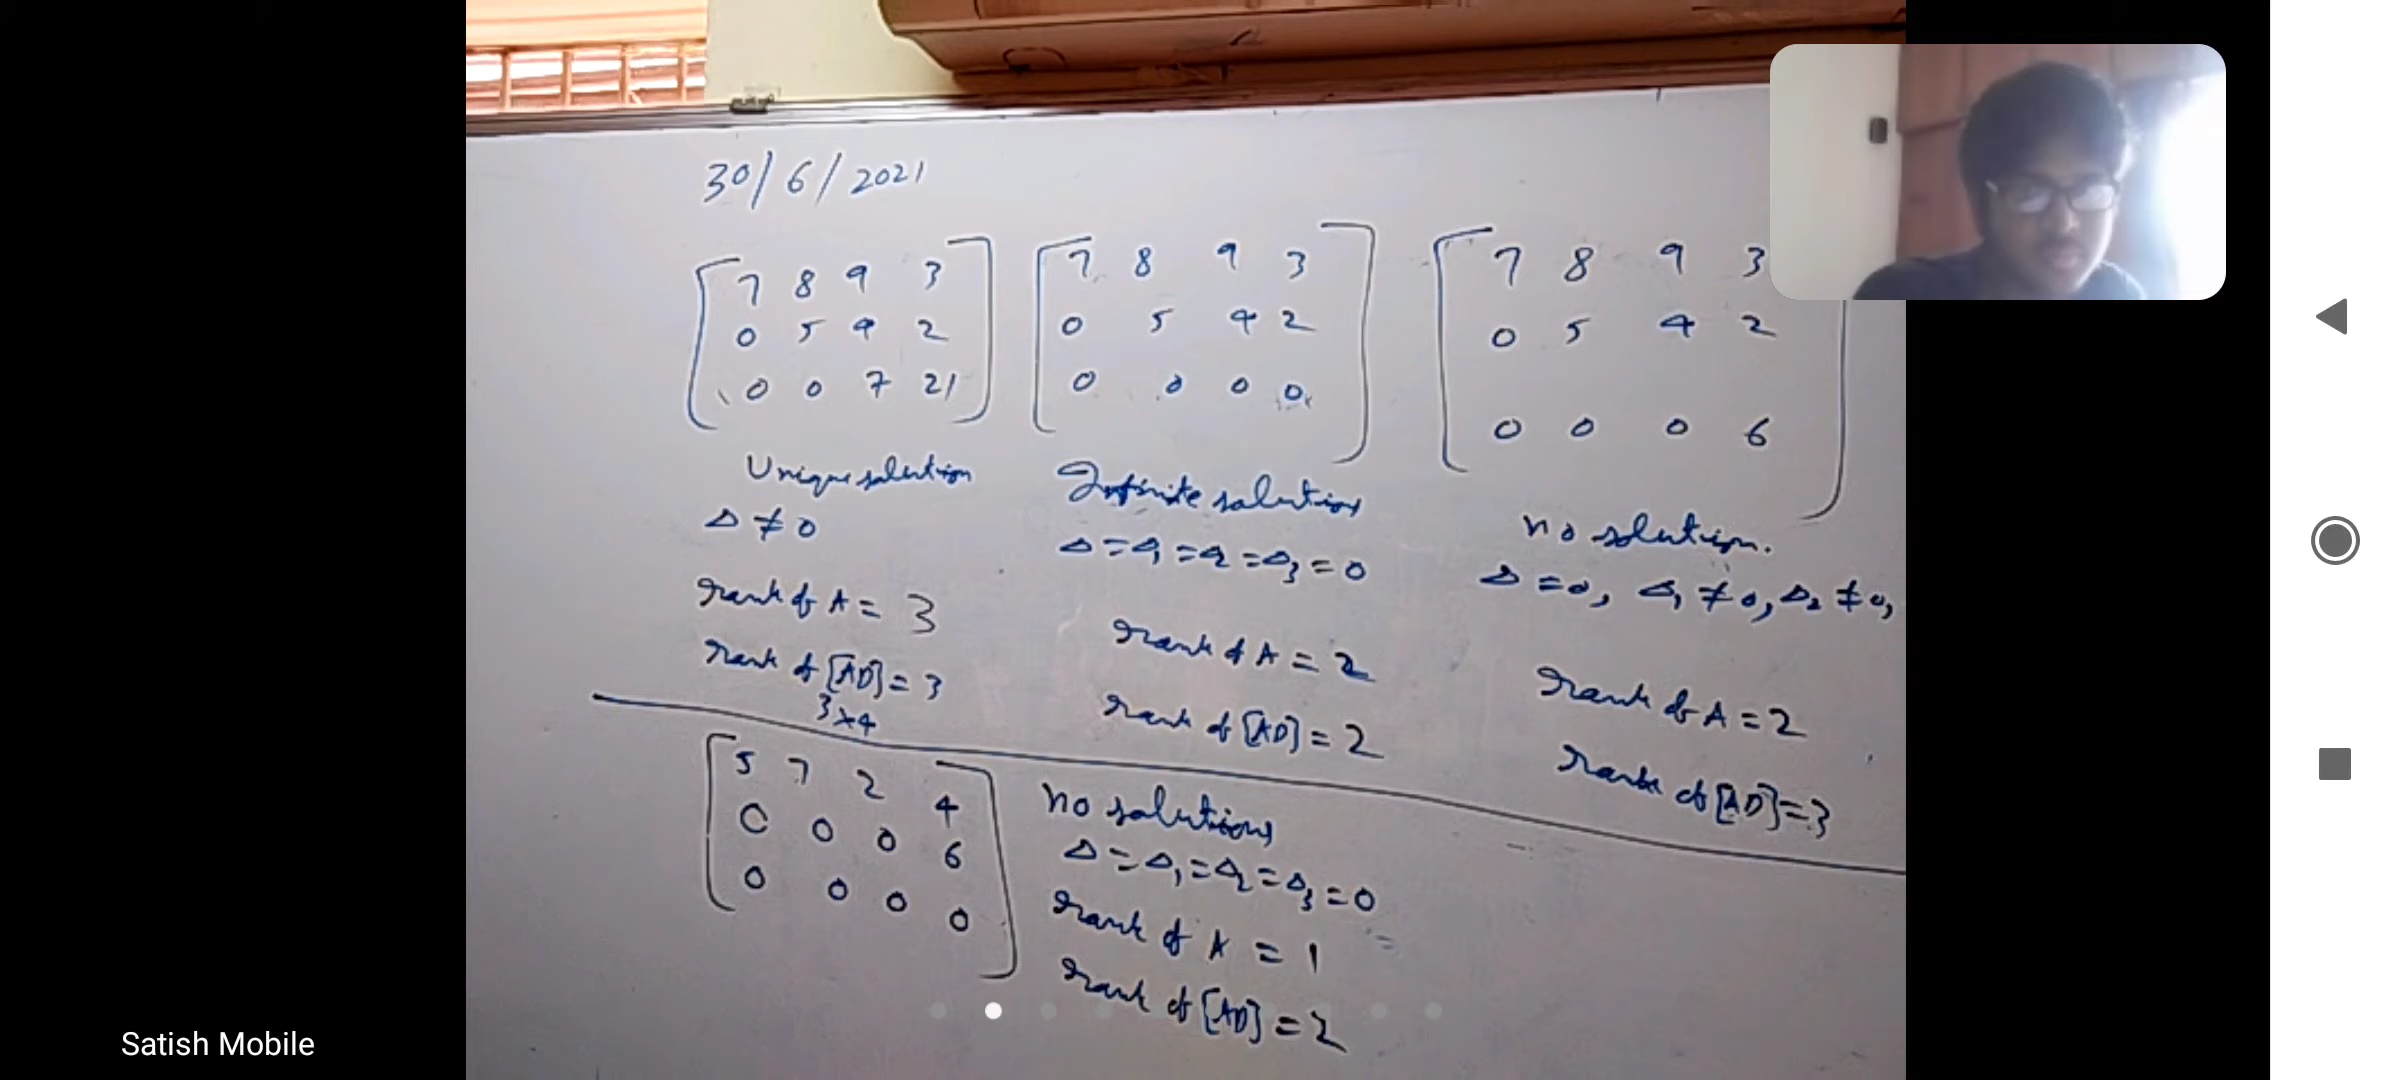 30/6/2021
7 8 9 3
0 5 4 2
0 0 7 21
Unique solution
Δ ≠ 0
rank of A = 3
rank of [AD] = 3
3×4
7 8 9 3
0 5 4 2
0 0 0 0
Infinite solutions
Δ = Δ1 = Δ2 = Δ3 = 0
rank of A = 2
rank of [AD] = 2
7 8 9 3
0 5 4 2
0 0 0 6
no solution.
Δ = 0, Δ1 ≠ 0, Δ2 ≠ 0,
rank of A = 2
rank of [AD] = 3
5 7 2 4
0 0 0 6
0 0 0 0
no solutions
Δ = Δ1 = Δ2 = Δ3 = 0
rank of A = 1
rank of [AD] = 2
Satish Mobile